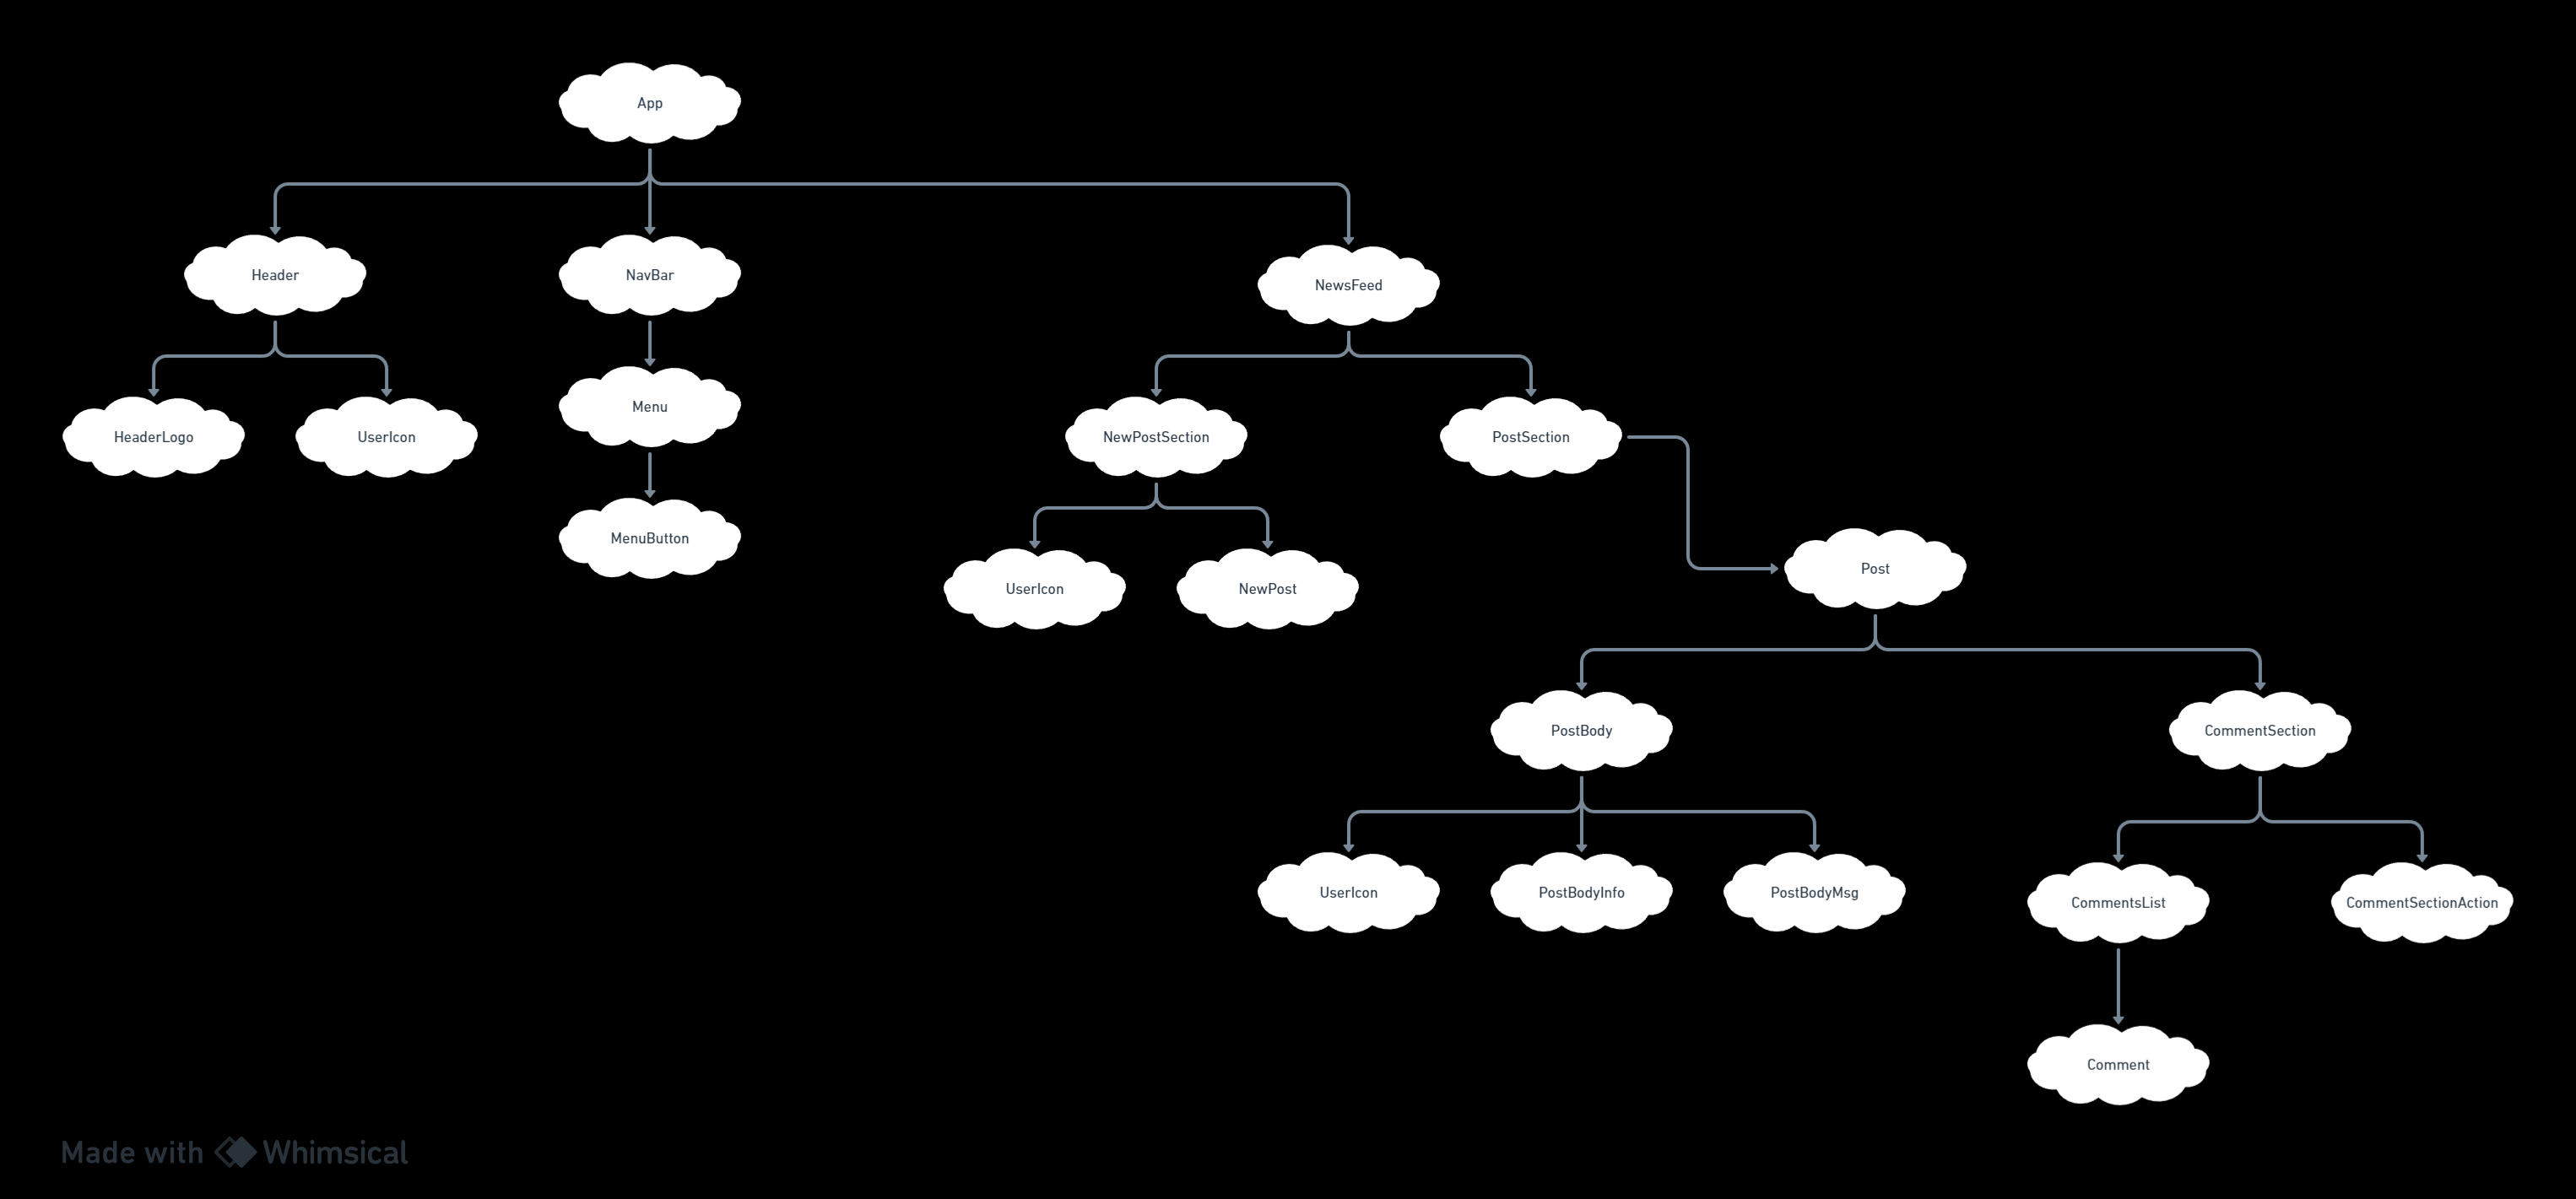 App
Header
NavBar
NewsFeed
HeaderLogo
UserIcon
Menu
NewPostSection
PostSection
MenuButton
UserIcon
NewPost
Post
PostBody
CommentSection
UserIcon
PostBodyInfo
PostBodyMsg
CommentsList
CommentSectionAction
Comment
Made with Whimsical